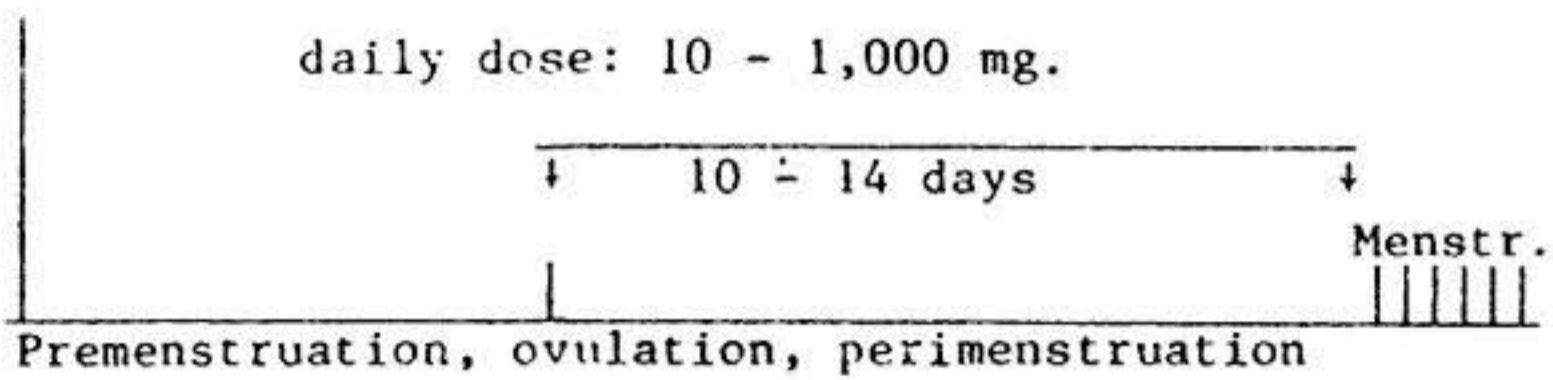 daily dose: 10 - 1,000 mg.
10 - 14 days
Menstr.
Premenstruation, ovulation, perimenstruation